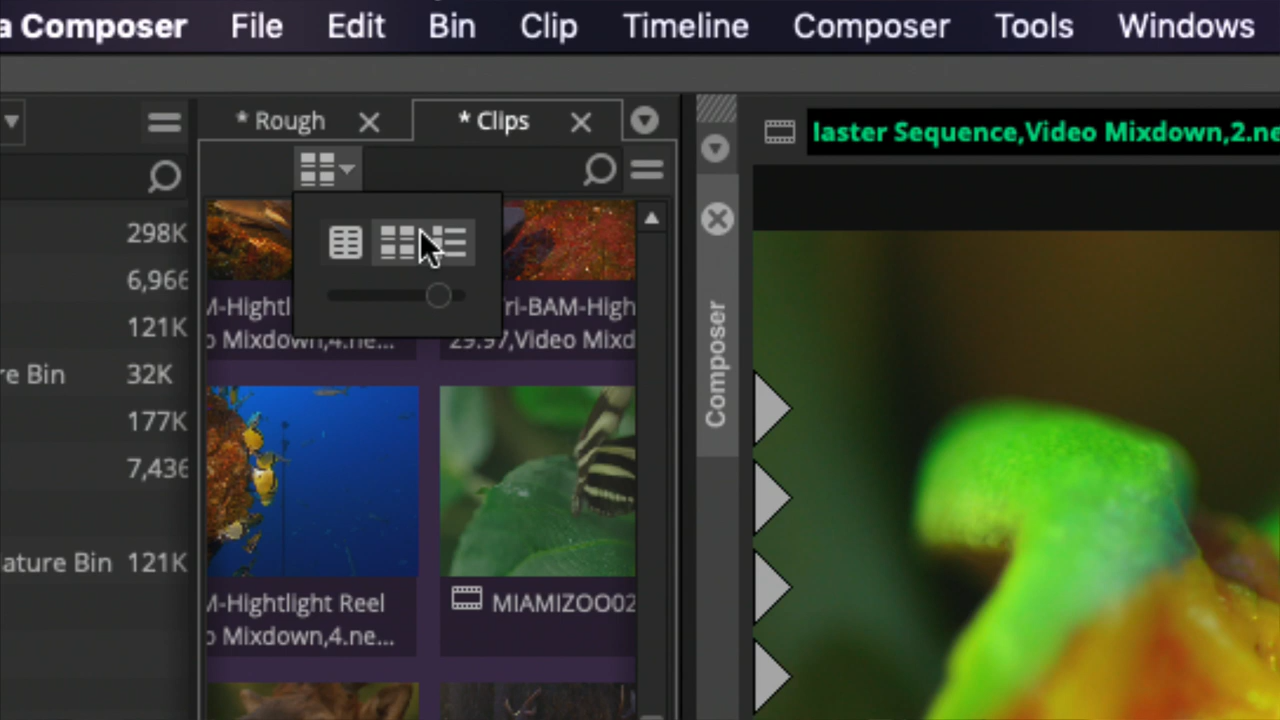 a Composer File Edit Bin Clip Timeline Composer Tools Windows
* Rough
* Clips
laster Sequence,Video Mixdown,2.ne
298K
6,966
121K
re Bin 32K
177K
7,436
ature Bin 121K
M-Hightl
o Mixdown,4.ne...
ri-BAM-High
29.97,Video Mixd
M-Hightlight Reel
o Mixdown,4.ne...
MIAMIZOO02
Composer